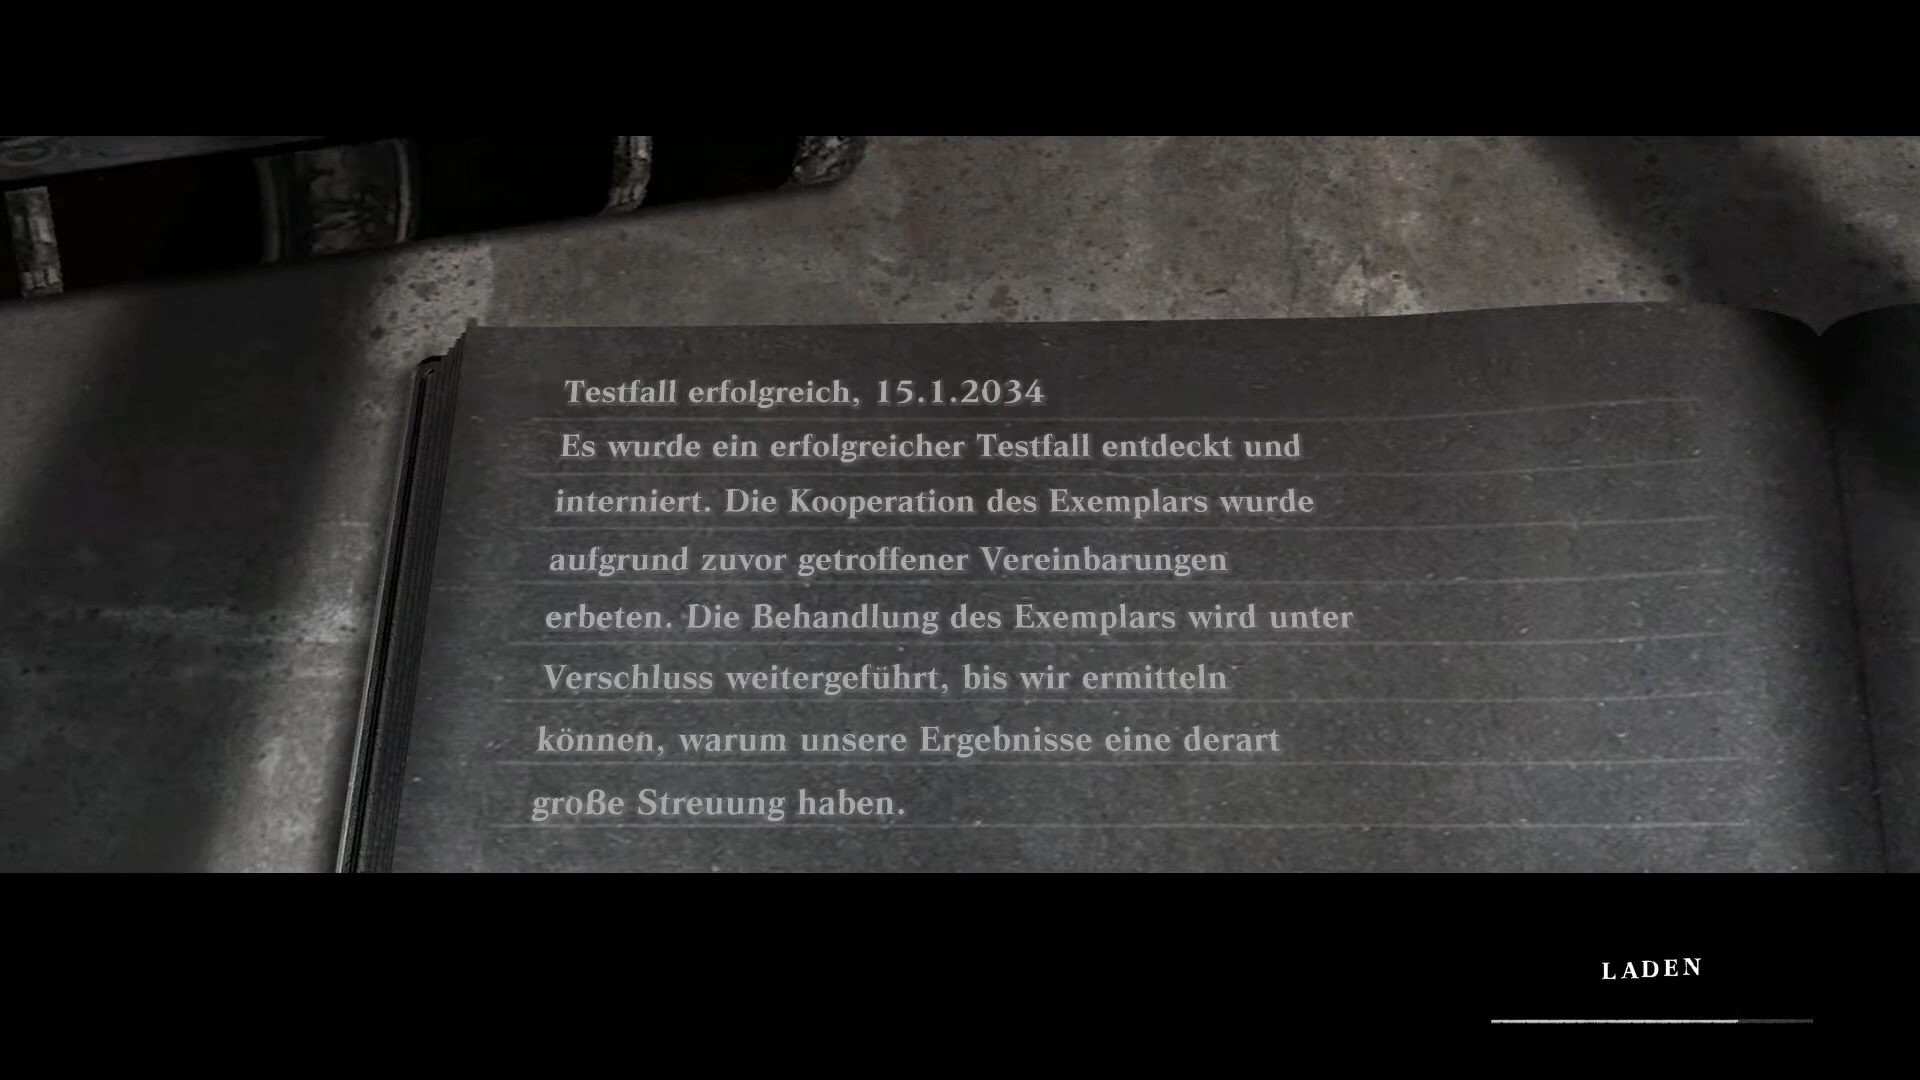 Testfall erfolgreich, 15.1.2034
Es wurde ein erfolgreicher Testfall entdeckt und
interniert. Die Kooperation des Exemplars wurde
aufgrund zuvor getroffener Vereinbarungen
erbeten. Die Behandlung des Exemplars wird unter
Verschluss weitergeführt, bis wir ermitteln
können, warum unsere Ergebnisse eine derart
große Streuung haben.
LADEN